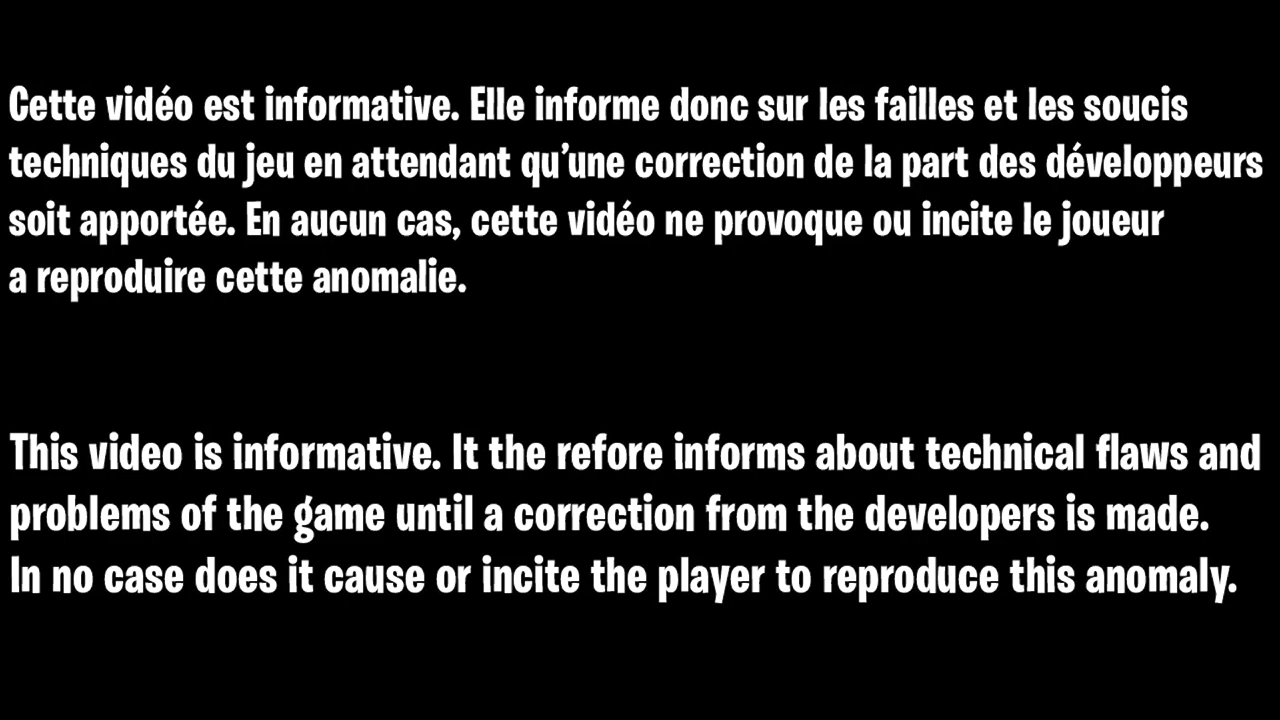 Cette vidéo est informative. Elle informe donc sur les failles et les soucis
techniques du jeu en attendant qu’une correction de la part des développeurs
soit apportée. En aucun cas, cette vidéo ne provoque ou incite le joueur
a reproduire cette anomalie.
This video is informative. It the refore informs about technical flaws and
problems of the game until a correction from the developers is made.
In no case does it cause or incite the player to reproduce this anomaly.